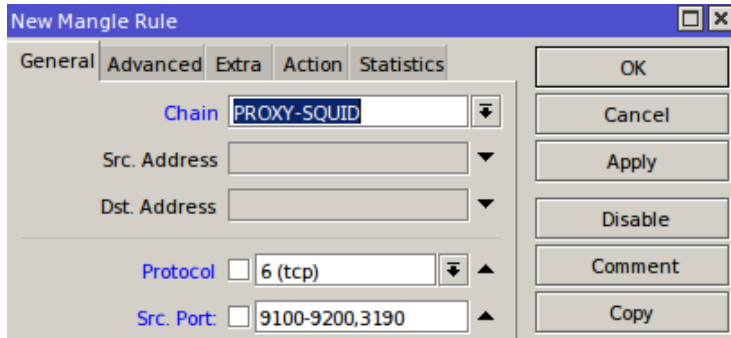 New Mangle Rule
General Advanced Extra Action Statistics
OK
Chain PROXY-SQUID
Cancel
Src. Address
Apply
Dst. Address
Disable
Protocol 6 (tcp)
Comment
Src. Port: 9100-9200,3190
Copy